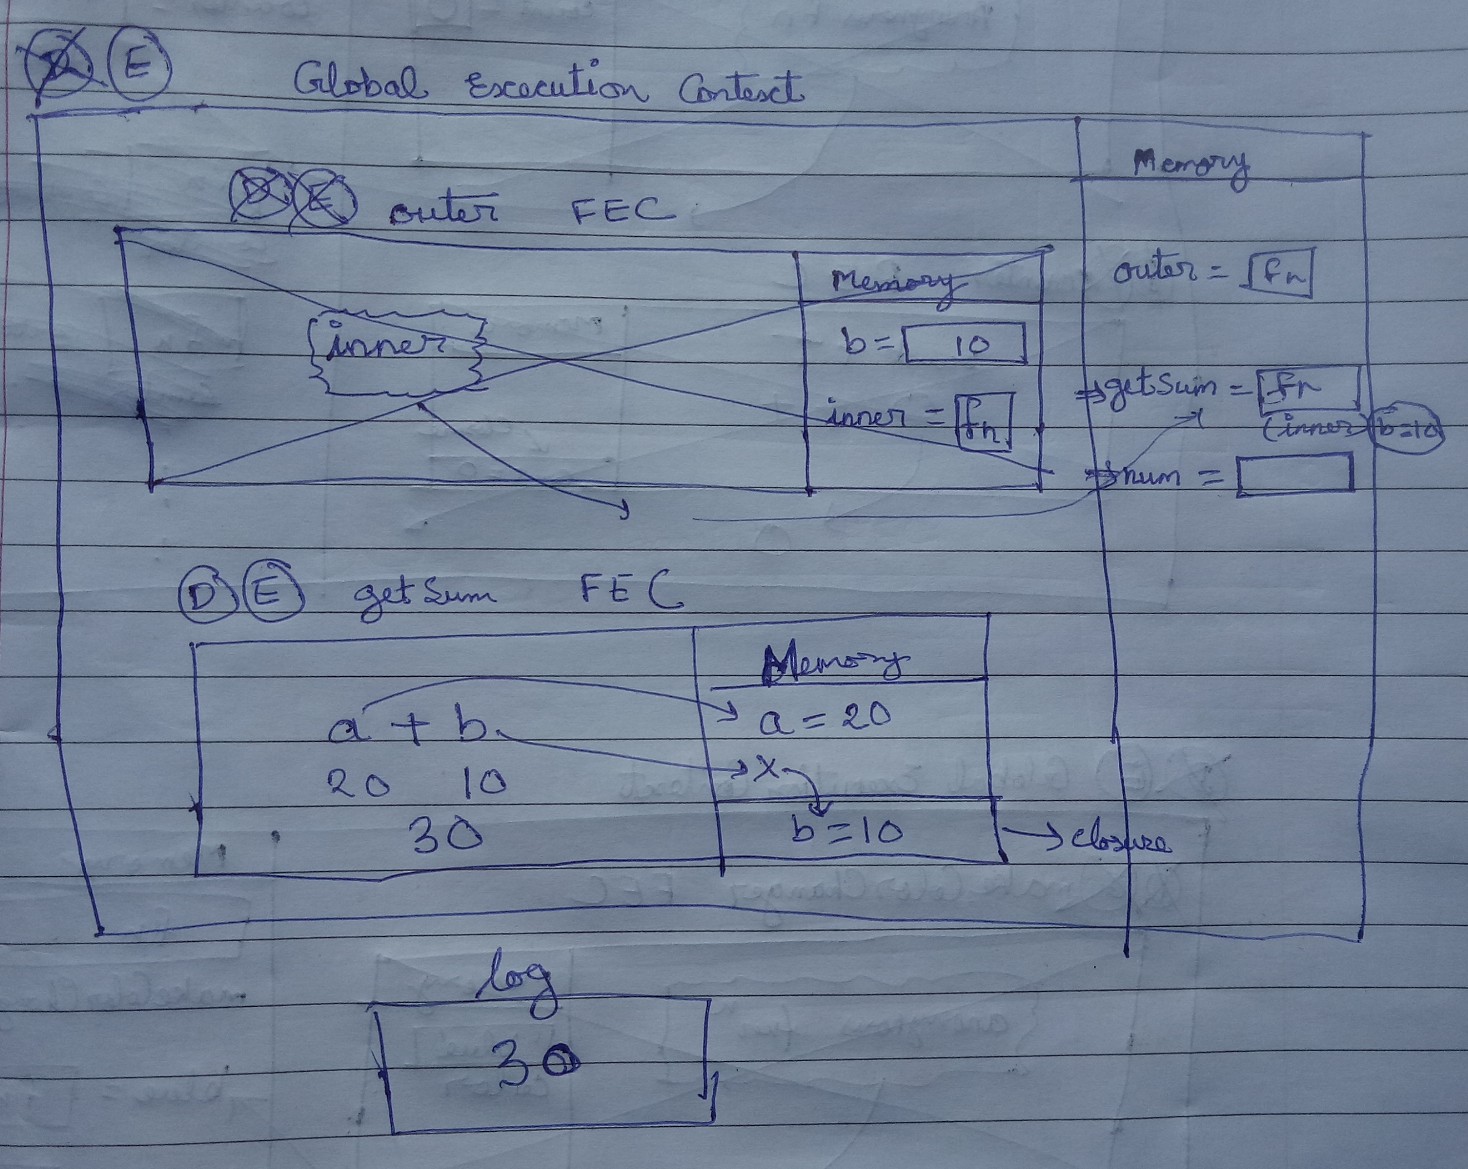 D E Global Execution Context
Memory
D E outer FEC
outer = fn
inner
Memory
b = 10
inner = fn
getSum = fn
(inner) b=10
num =
D E getSum FEC
Memory
a + b
a = 20
20 10
x
30
b = 10 → closure
log
30